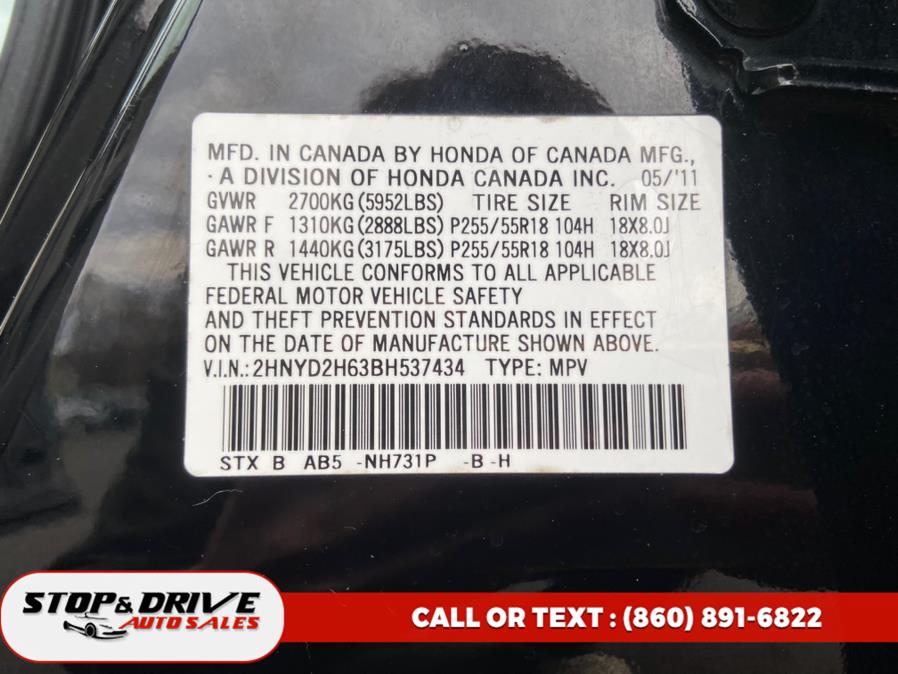 MFD. IN CANADA BY HONDA OF CANADA MFG.,
·A DIVISION OF HONDA CANADA INC. 05/'11
GVWR 2700KG(5952LBS) TIRE SIZE RIM SIZE
GAWR F 1310KG(2888LBS) P255/55R18 104H 18X8.0J
GAWR R 1440KG(3175LBS) P255/55R18 104H 18X8.0J
THIS VEHICLE CONFORMS TO ALL APPLICABLE
FEDERAL MOTOR VEHICLE SAFETY
AND THEFT PREVENTION STANDARDS IN EFFECT
ON THE DATE OF MANUFACTURE SHOWN ABOVE.
V.I.N.:2HNYD2H63BH537434 TYPE: MPV
STX B AB5 -NH731P -B -H
STOP & DRIVE
AUTO SALES
CALL OR TEXT : (860) 891-6822